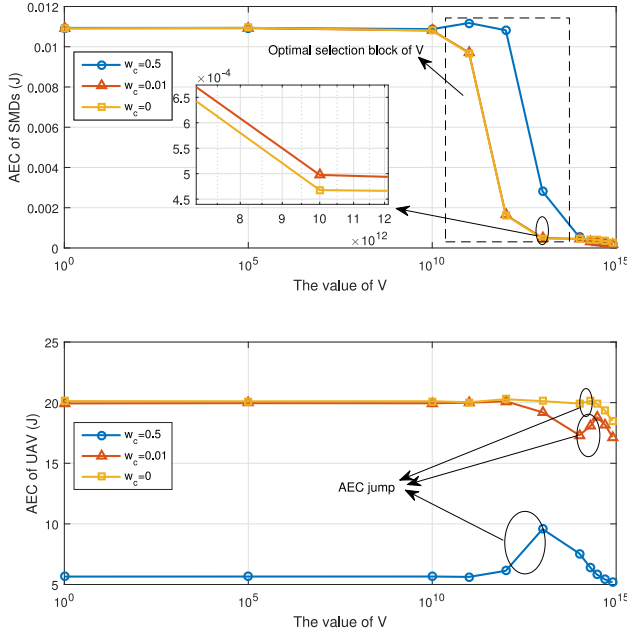 0.012
0.01
0.008
0.006
0.004
0.002
0
AEC of SMDs (J)
w_c=0.5
w_c=0.01
w_c=0
Optimal selection block of V
×10^-4
6.5
6
5.5
5
4.5
8 9 10 11 12
×10^12
10^0 10^5 10^10 10^15
The value of V
25
20
15
10
5
AEC of UAV (J)
w_c=0.5
w_c=0.01
w_c=0
AEC jump
10^0 10^5 10^10 10^15
The value of V